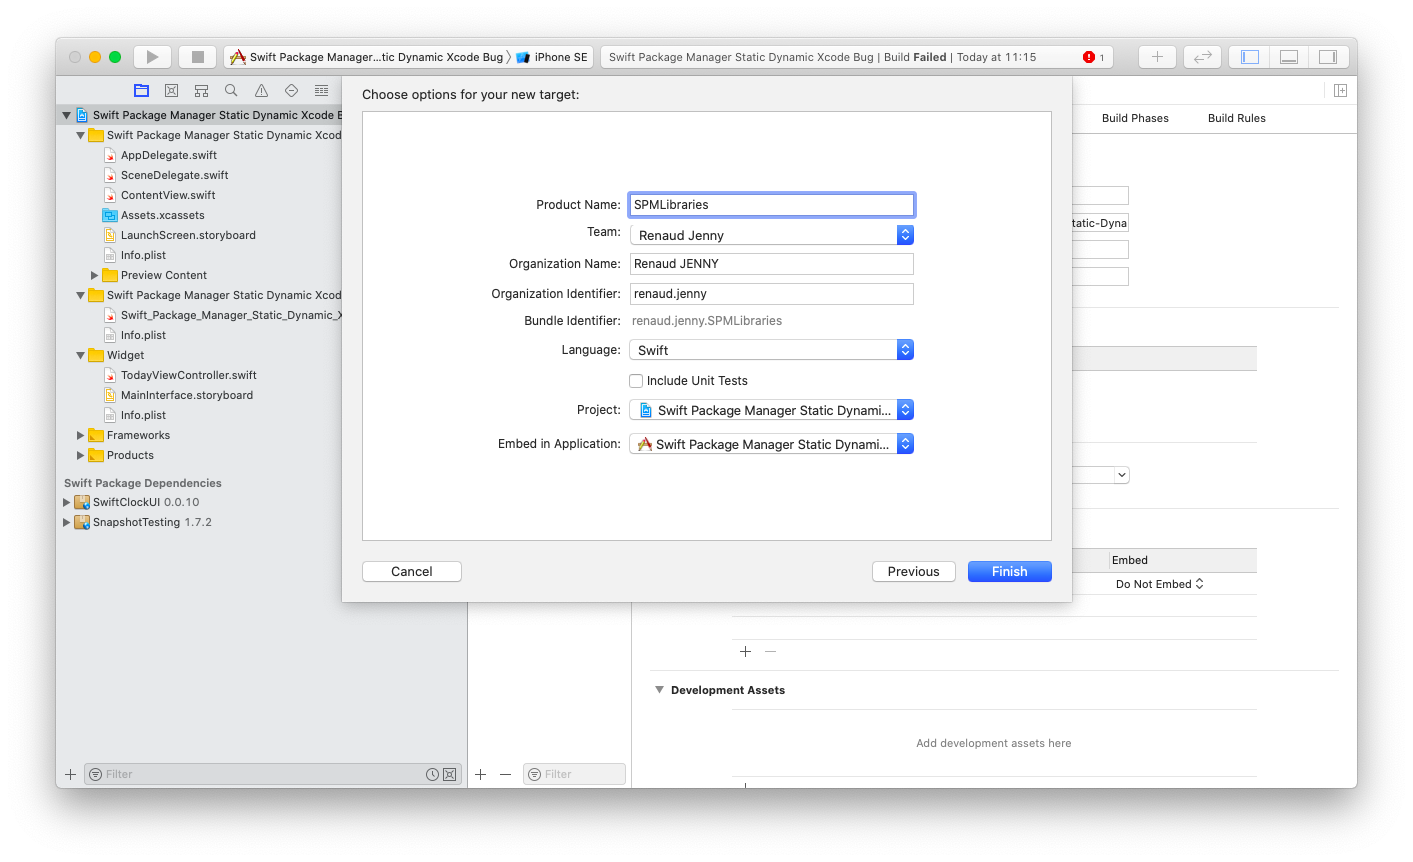 Swift Package Manager...tic Dynamic Xcode Bug
iPhone SE
Swift Package Manager Static Dynamic Xcode Bug | Build Failed | Today at 11:15
1
Choose options for your new target:
Build Phases
Build Rules
Swift Package Manager Static Dynamic Xcode B
Swift Package Manager Static Dynamic Xcod
AppDelegate.swift
SceneDelegate.swift
ContentView.swift
Assets.xcassets
LaunchScreen.storyboard
Info.plist
Preview Content
Swift Package Manager Static Dynamic Xcod
Swift_Package_Manager_Static_Dynamic_X
Info.plist
Widget
TodayViewController.swift
MainInterface.storyboard
Info.plist
Frameworks
Products
Swift Package Dependencies
SwiftClockUI 0.0.10
SnapshotTesting 1.7.2
Product Name: SPMLibraries
Team: Renaud Jenny
Organization Name: Renaud JENNY
Organization Identifier: renaud.jenny
Bundle Identifier: renaud.jenny.SPMLibraries
Language: Swift
Include Unit Tests
Project: Swift Package Manager Static Dynami...
Embed in Application: Swift Package Manager Static Dynami...
Cancel
Previous
Finish
tatic-Dyna
Embed
Do Not Embed
Development Assets
Add development assets here
Filter
Filter